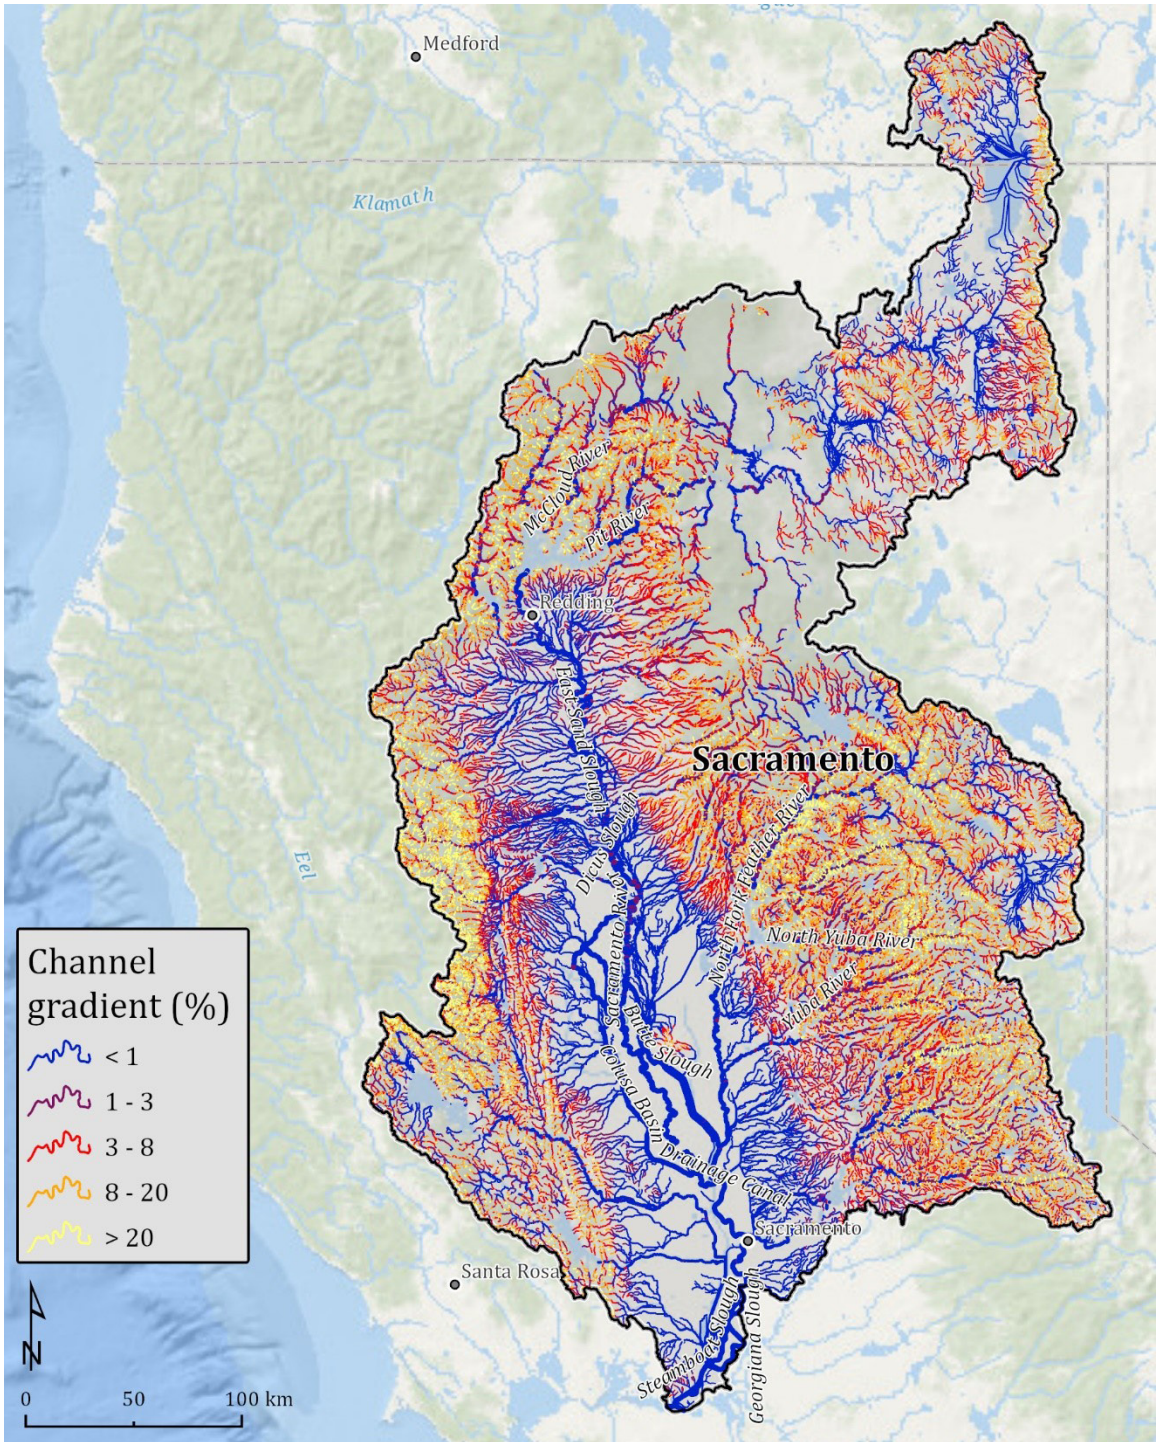 Medford
Klamath
McCloud River
Pit River
Redding
East Sand Slough
Sacramento
Dicus Slough
North Fork Feather River
Eel
Sacramento River
North Yuba River
Yuba River
Butte Slough
Colusa Basin Drainage Canal
Sacramento
Santa Rosa
Steamboat Slough
Georgiana Slough
Channel
gradient (%)
< 1
1 - 3
3 - 8
8 - 20
> 20
N
0 50 100 km